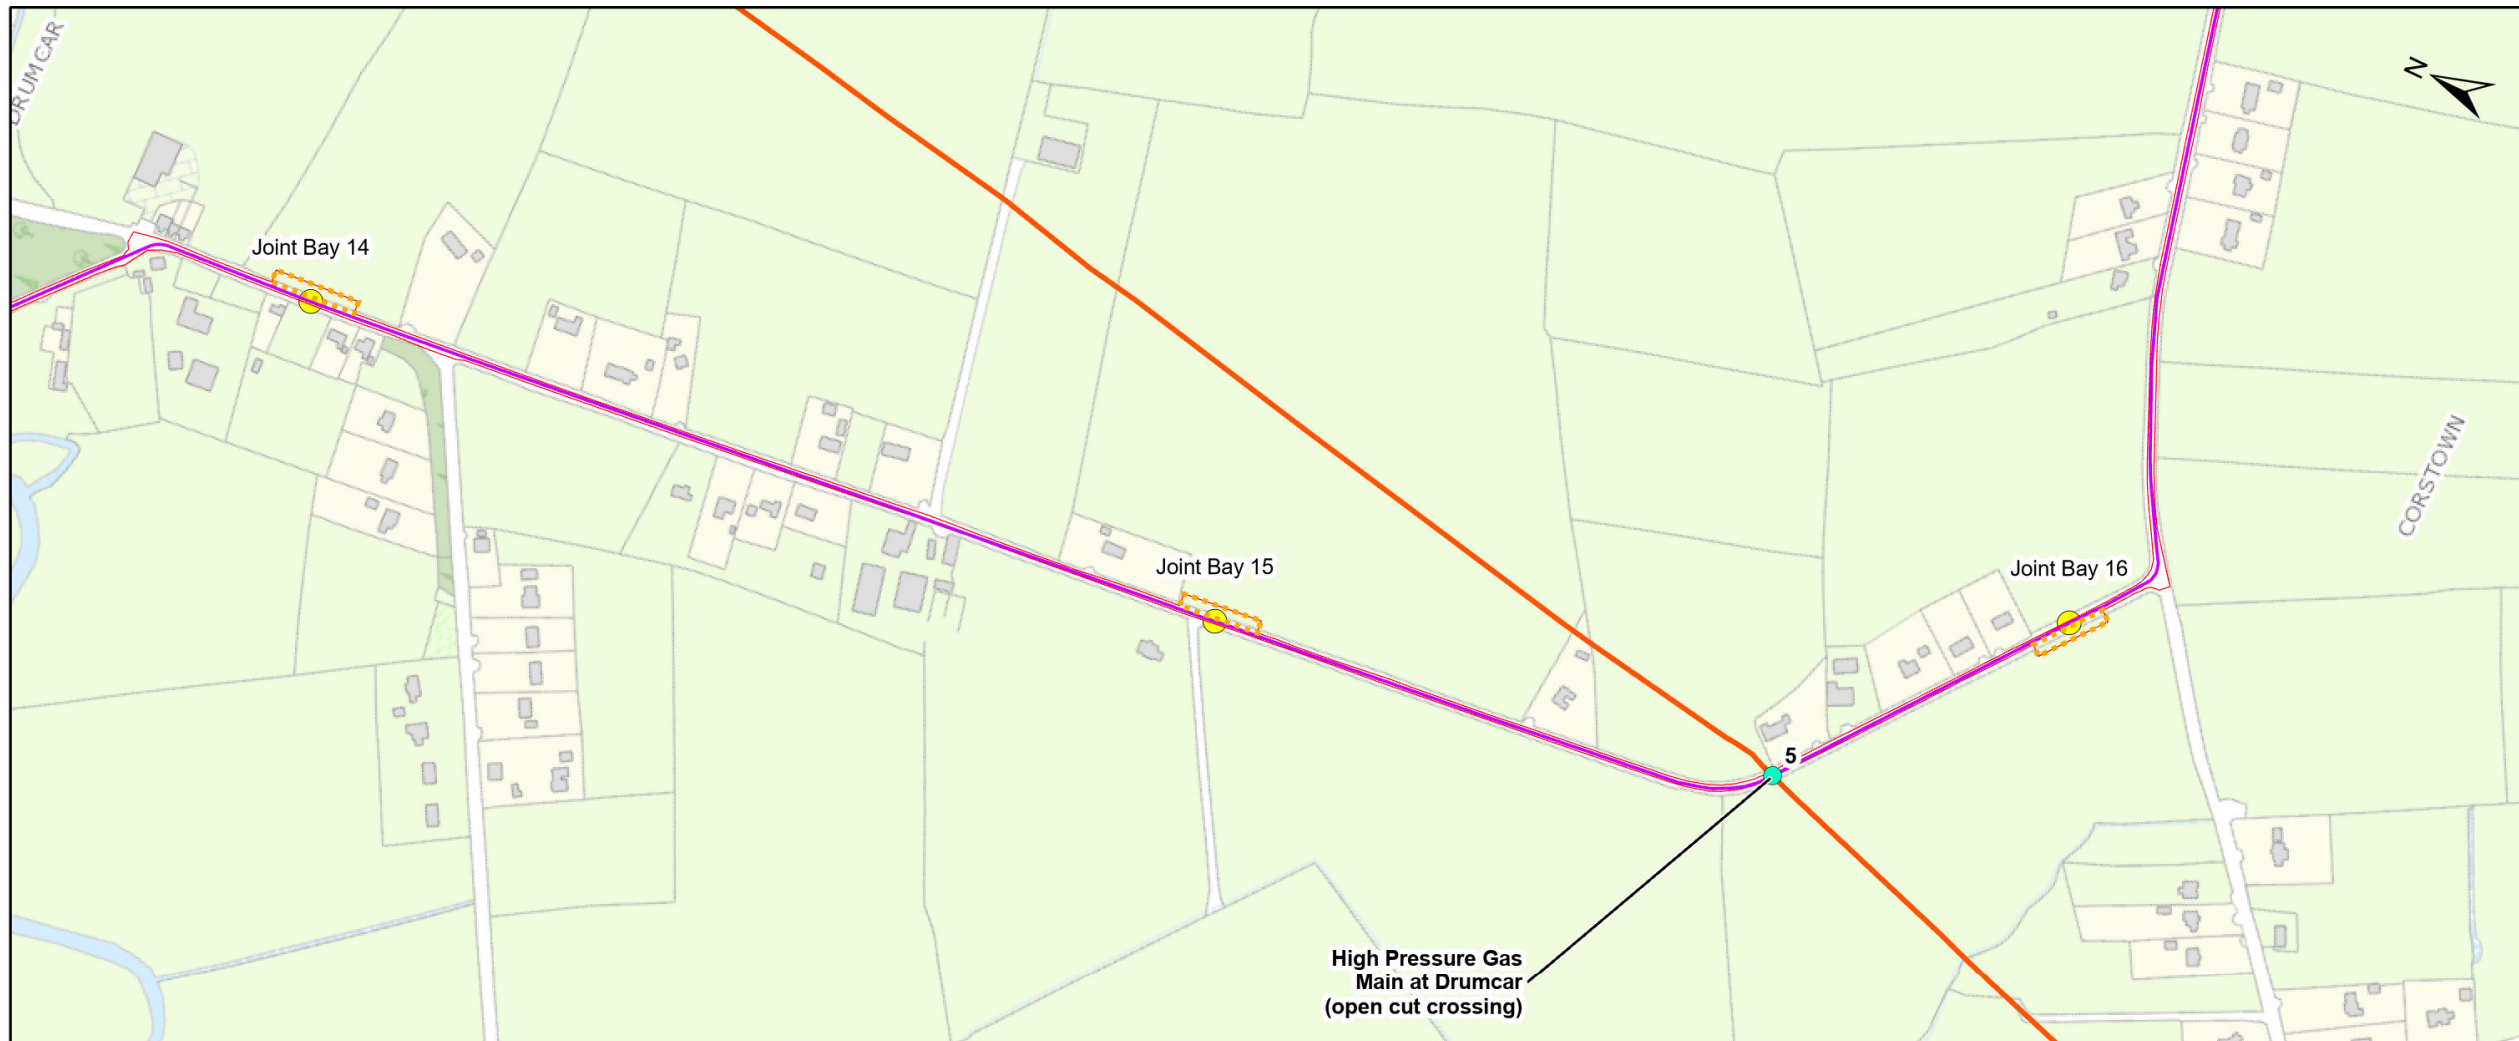 DRUMCAR
N
Joint Bay 14
CORSTOWN
Joint Bay 15
Joint Bay 16
5
High Pressure Gas
Main at Drumcar
(open cut crossing)